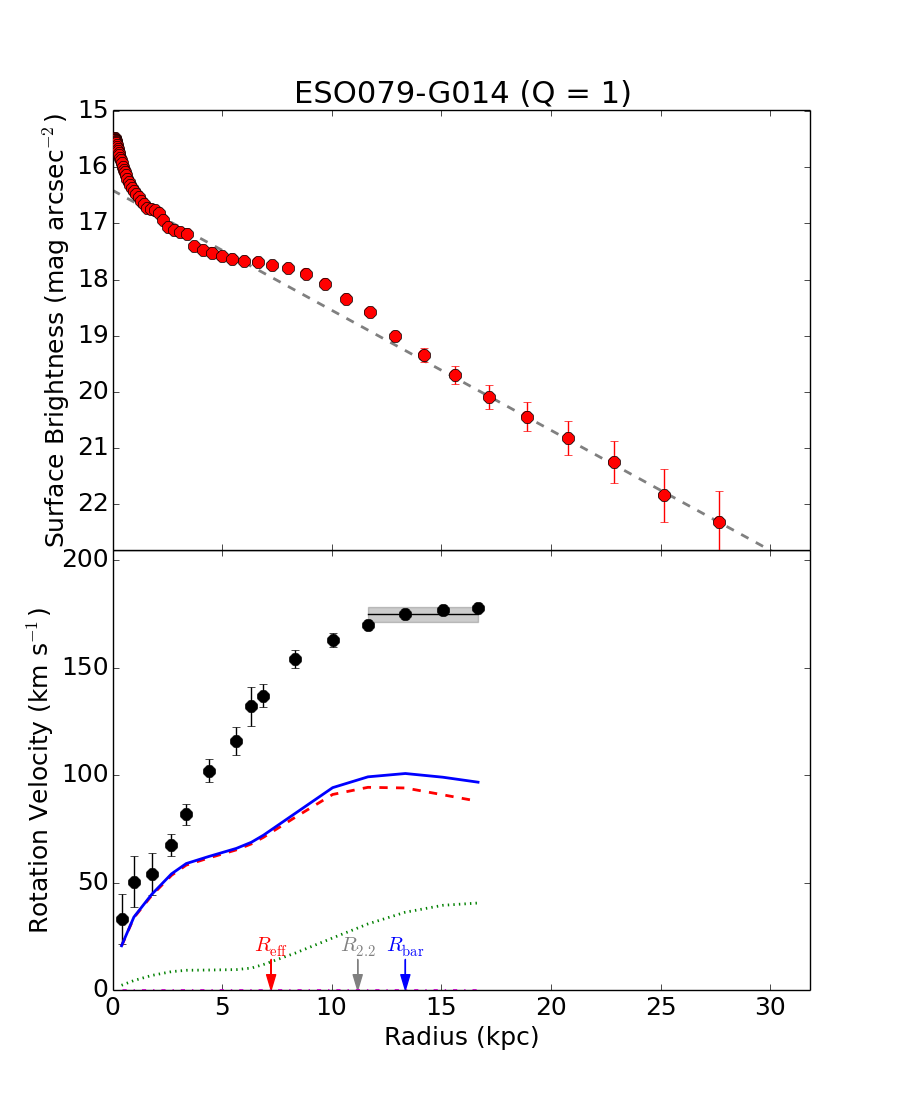 ESO079-G014 (Q = 1)
15
16
17
18
19
20
21
22
Surface Brightness (mag arcsec⁻²)
200
150
100
50
0
Rotation Velocity (km s⁻¹)
R_eff R_2.2 R_bar
0 5 10 15 20 25 30
Radius (kpc)